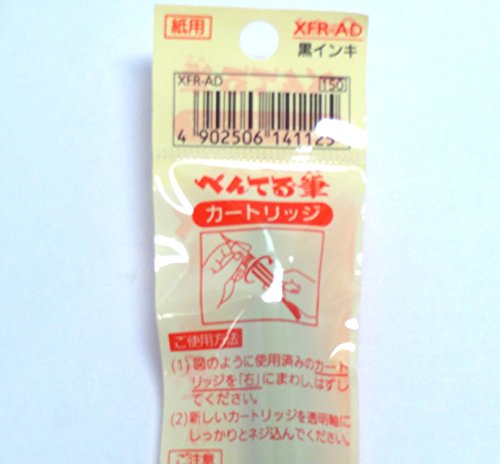 紙用
XFR-AD
黒インキ
XFR-AD
150
4 902506 141125
ぺんてる筆
カートリッジ
ご使用方法
(1)図のように使用済みのカート
リッジを「右」にまわし、はずし
てください。
(2)新しいカートリッジを透明軸に
しっかりとネジ込んでください。
ご注意